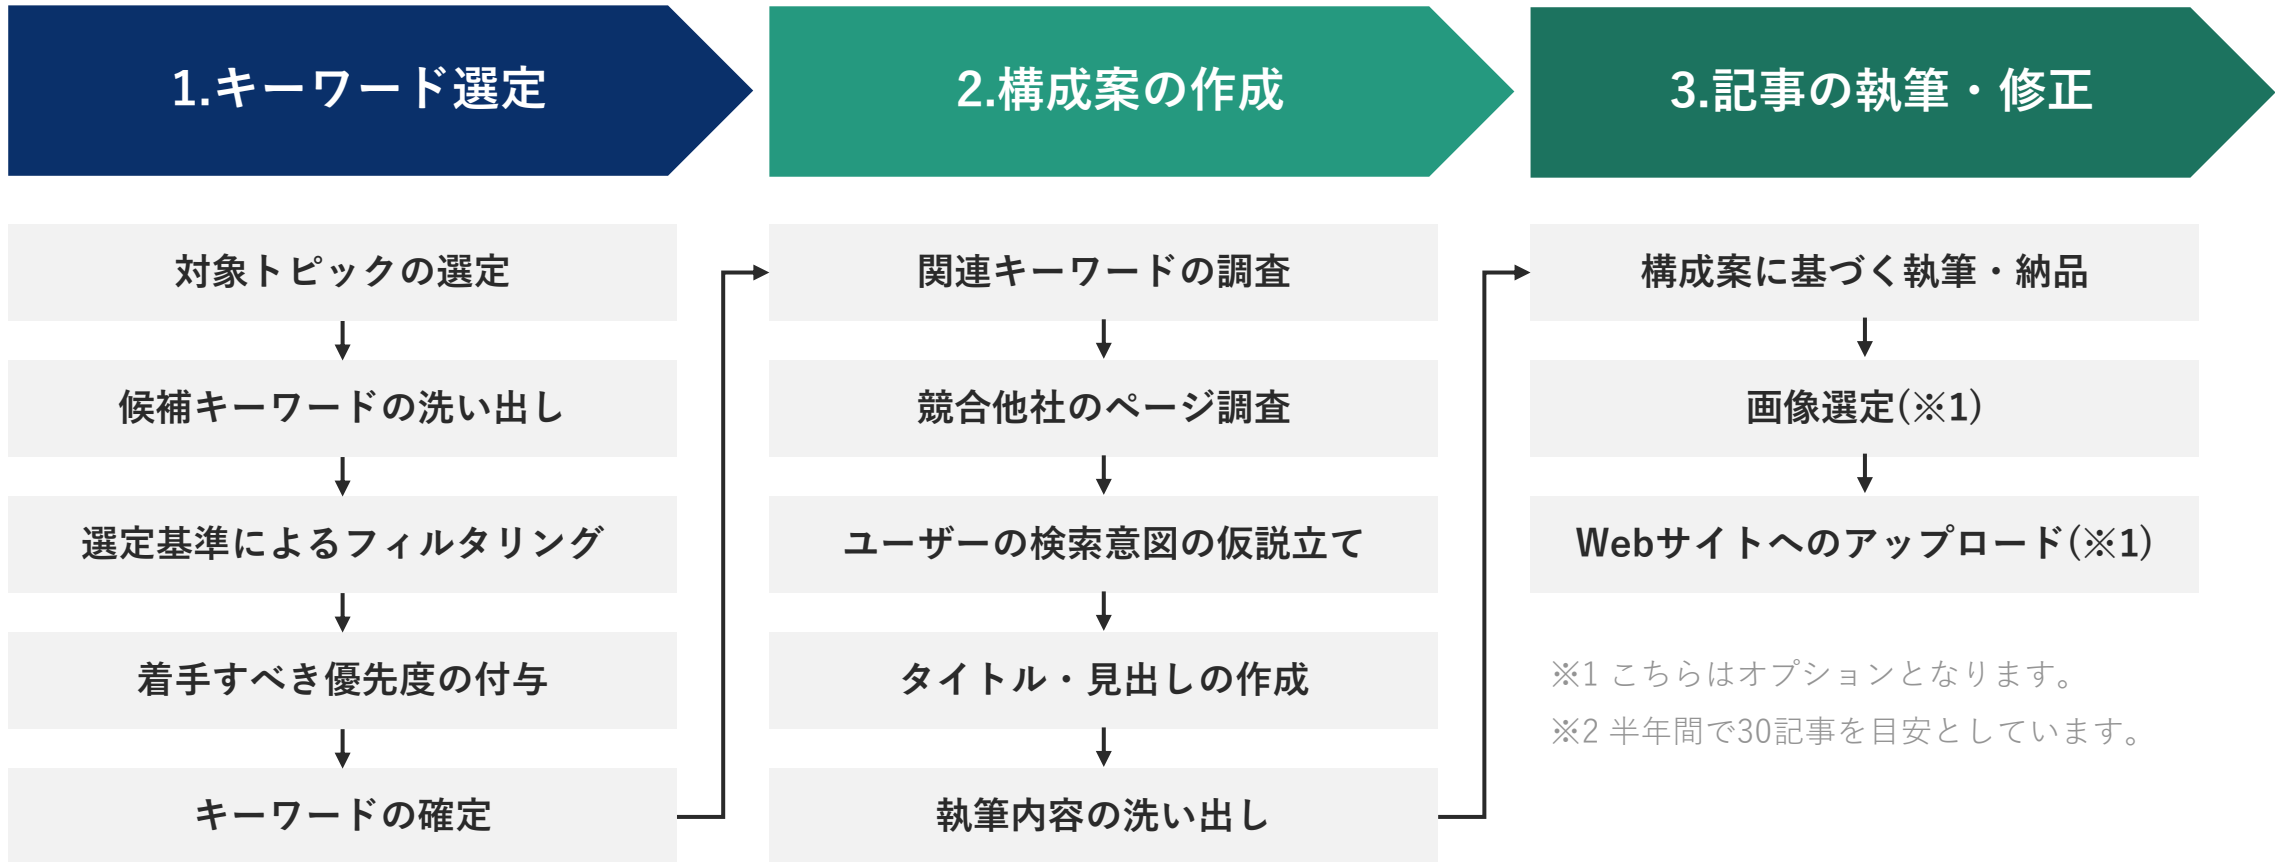 1.キーワード選定
対象トピックの選定
候補キーワードの洗い出し
選定基準によるフィルタリング
着手すべき優先度の付与
キーワードの確定
2.構成案の作成
関連キーワードの調査
競合他社のページ調査
ユーザーの検索意図の仮説立て
タイトル・見出しの作成
執筆内容の洗い出し
3.記事の執筆・修正
構成案に基づく執筆・納品
画像選定(※1)
Webサイトへのアップロード(※1)
※1 こちらはオプションとなります。
※2 半年間で30記事を目安としています。